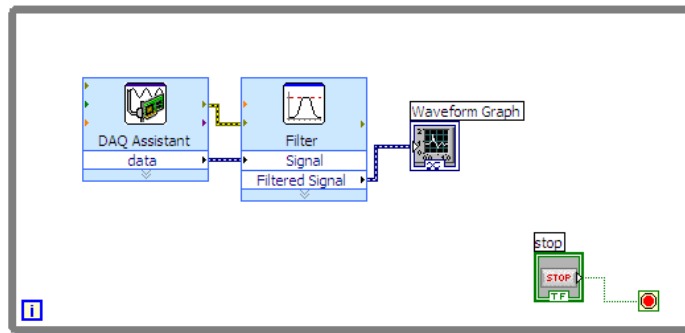 Waveform Graph
DAQ Assistant
Filter
data
Signal
Filtered Signal
stop
STOP
TF
i